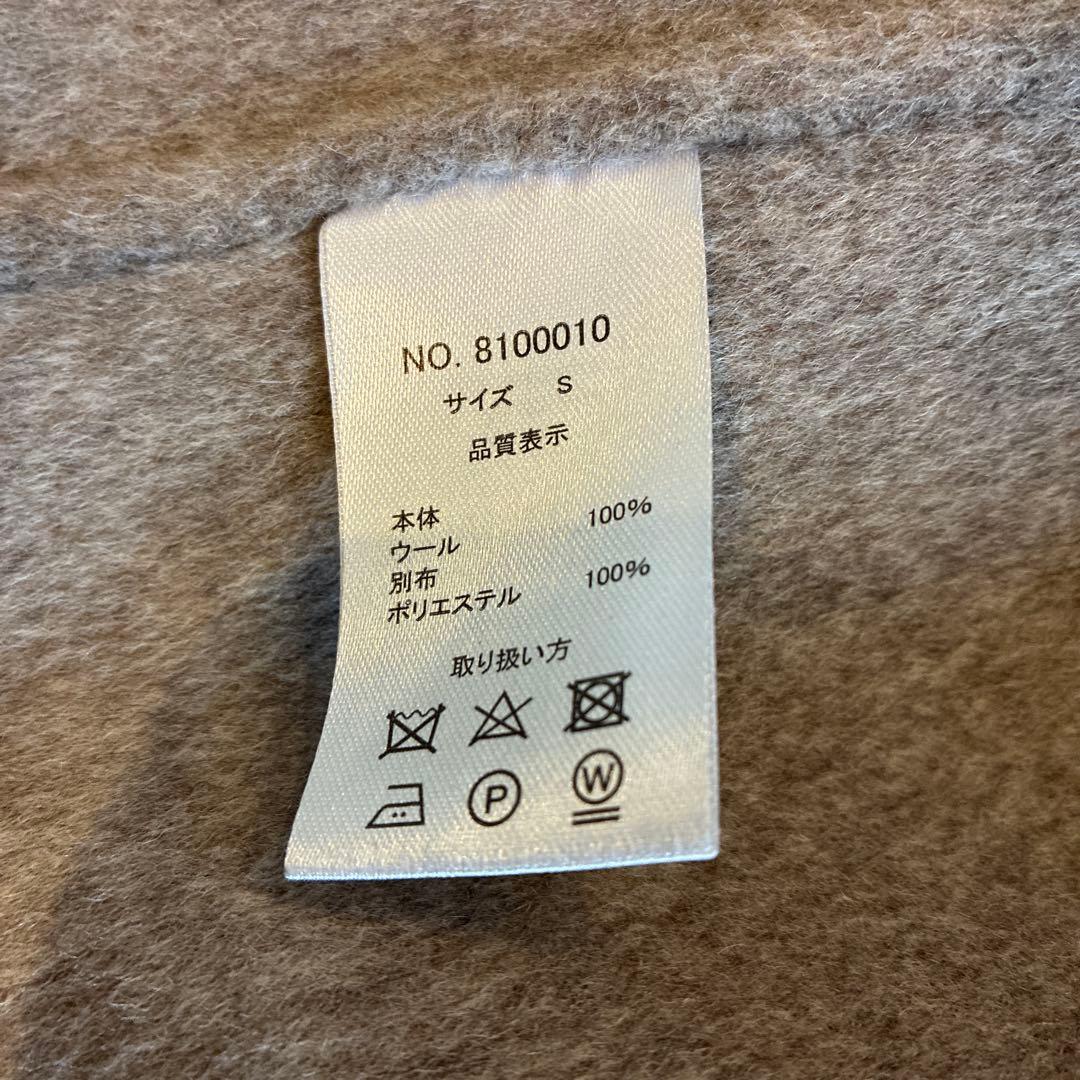 NO. 8100010
サイズ S
品質表示
本体
ウール 100%
別布
ポリエステル 100%
取り扱い方
P W